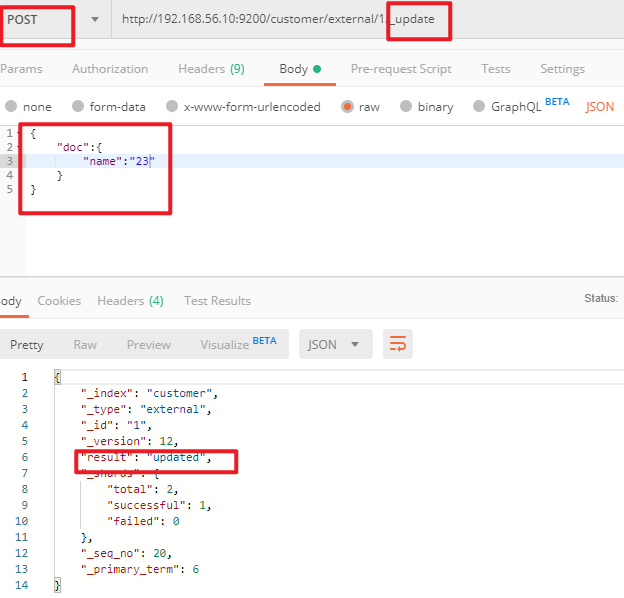 POST http://192.168.56.10:9200/customer/external/1/_update
Params Authorization Headers (9) Body Pre-request Script Tests Settings
none form-data x-www-form-urlencoded raw binary GraphQL BETA JSON
1 {
2 "doc":{
3 "name":"23"
4 }
5 }
ody Cookies Headers (4) Test Results Status:
Pretty Raw Preview Visualize BETA JSON
1 {
2 "_index": "customer",
3 "_type": "external",
4 "_id": "1",
5 "_version": 12,
6 "result": "updated",
7 "_shards": {
8 "total": 2,
9 "successful": 1,
10 "failed": 0
11 },
12 "_seq_no": 20,
13 "_primary_term": 6
14 }